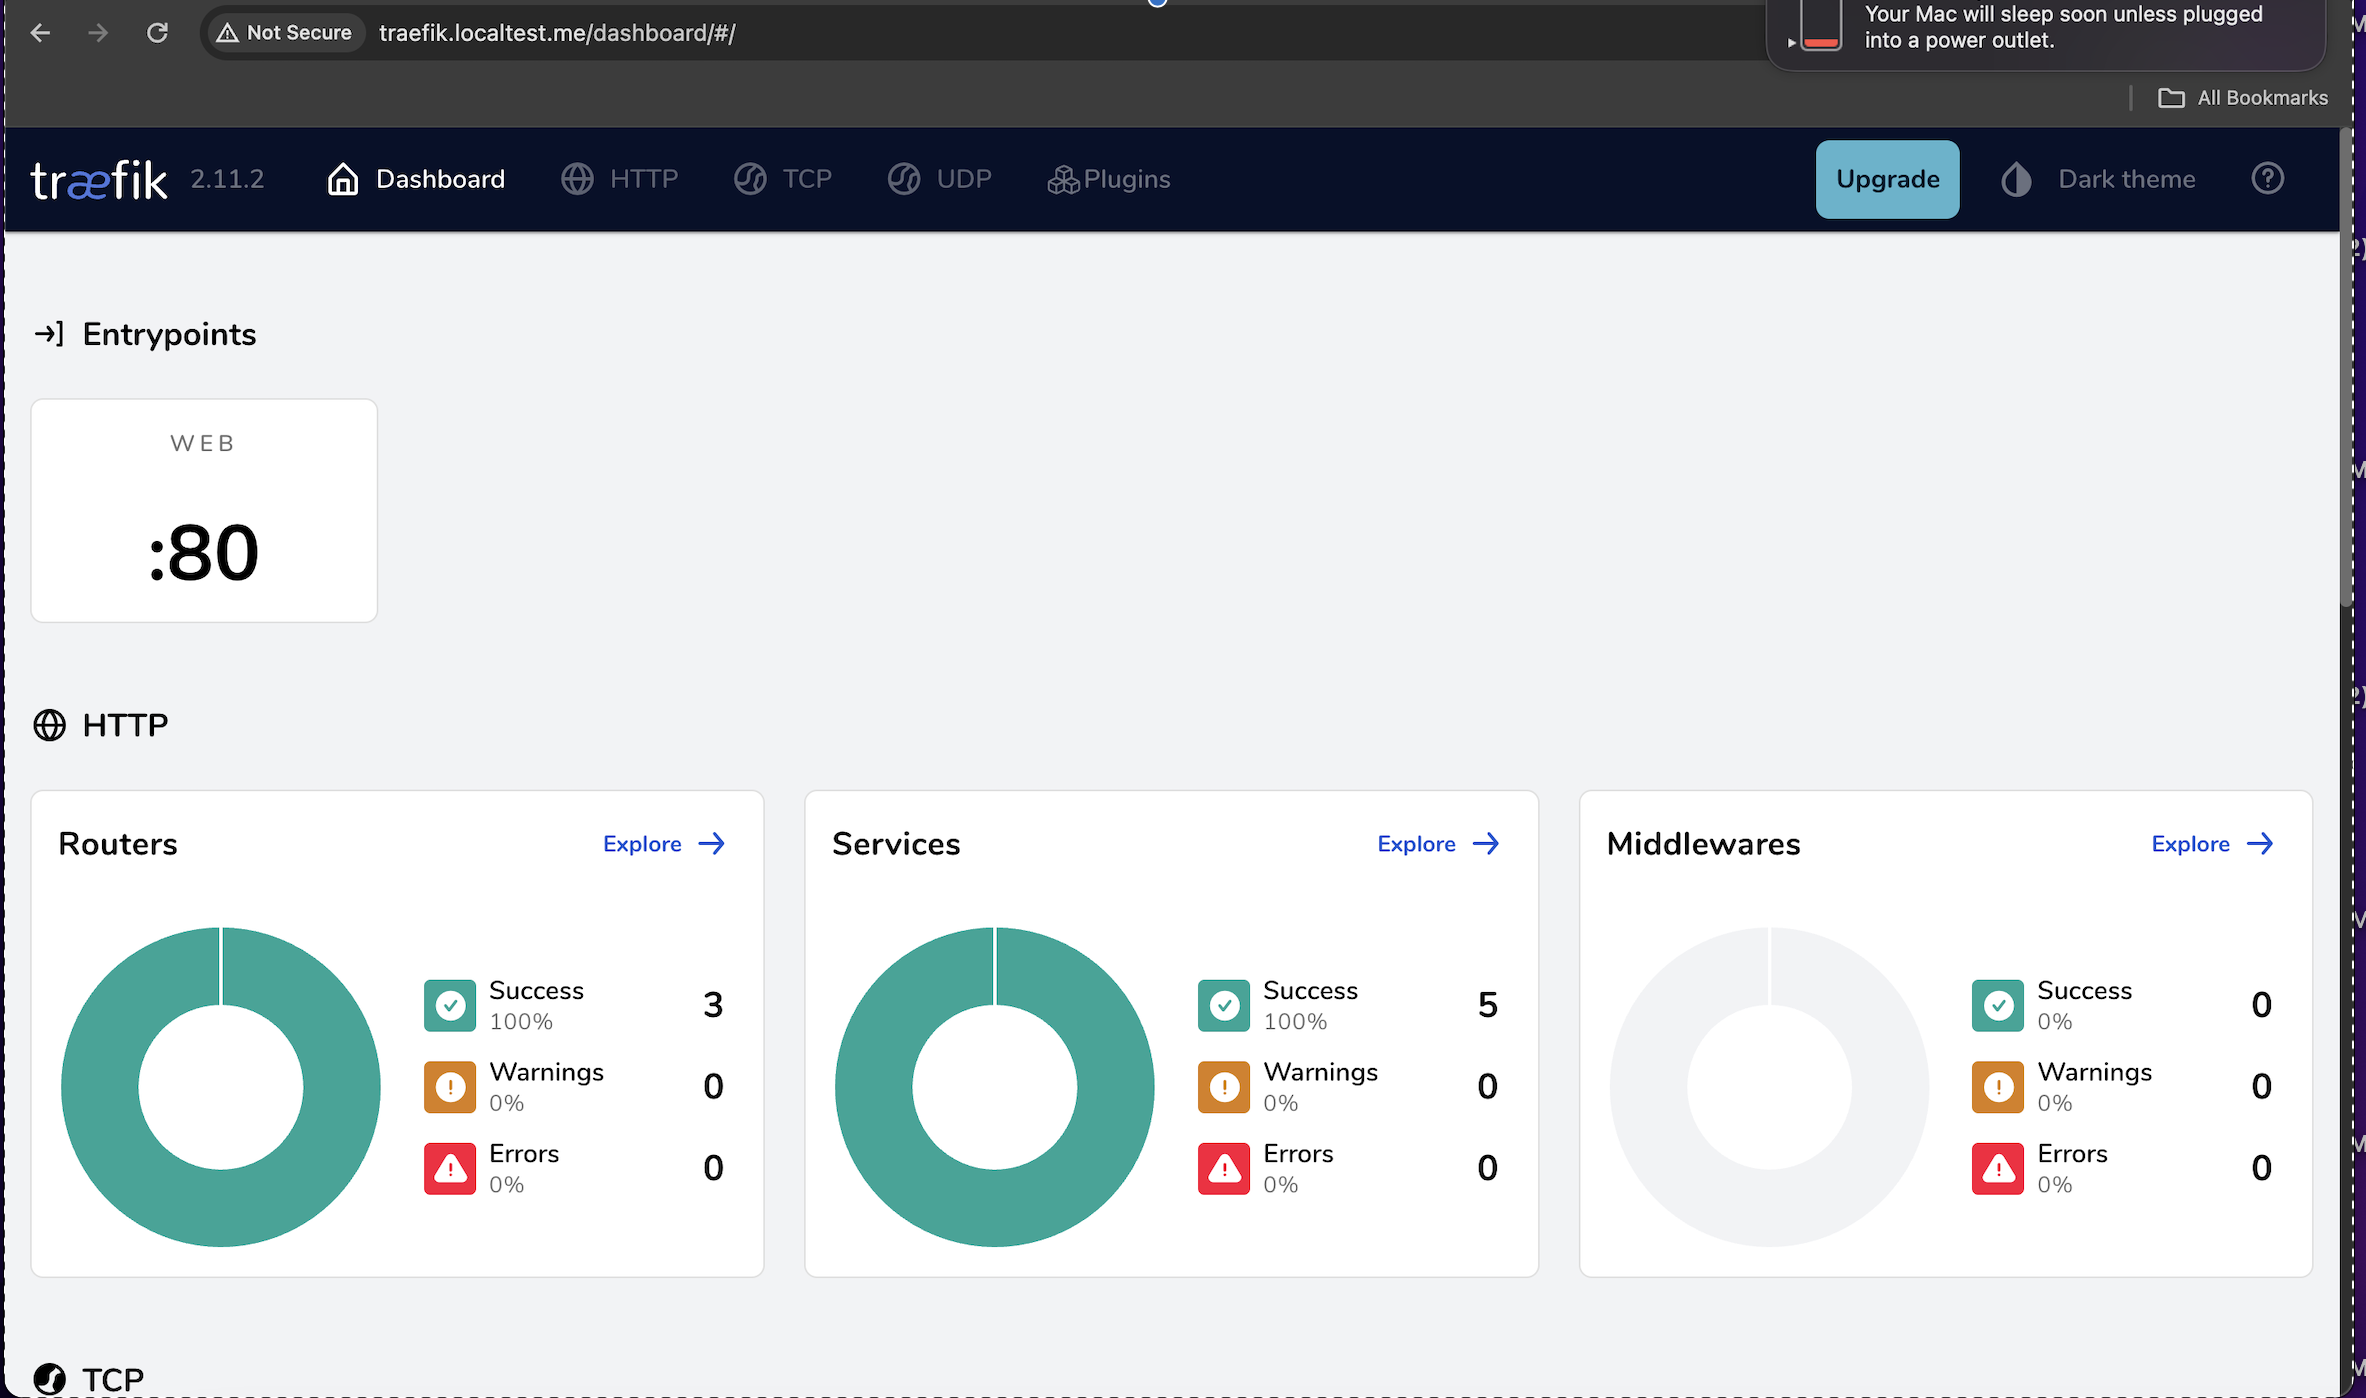 Not Secure traefik.localtest.me/dashboard/#/
Your Mac will sleep soon unless plugged
into a power outlet.
All Bookmarks
træfik 2.11.2 Dashboard HTTP TCP UDP Plugins Upgrade Dark theme
Entrypoints
WEB
:80
HTTP
Routers Explore
Success 3
100%
Warnings 0
0%
Errors 0
0%
Services Explore
Success 5
100%
Warnings 0
0%
Errors 0
0%
Middlewares Explore
Success 0
0%
Warnings 0
0%
Errors 0
0%
TCP